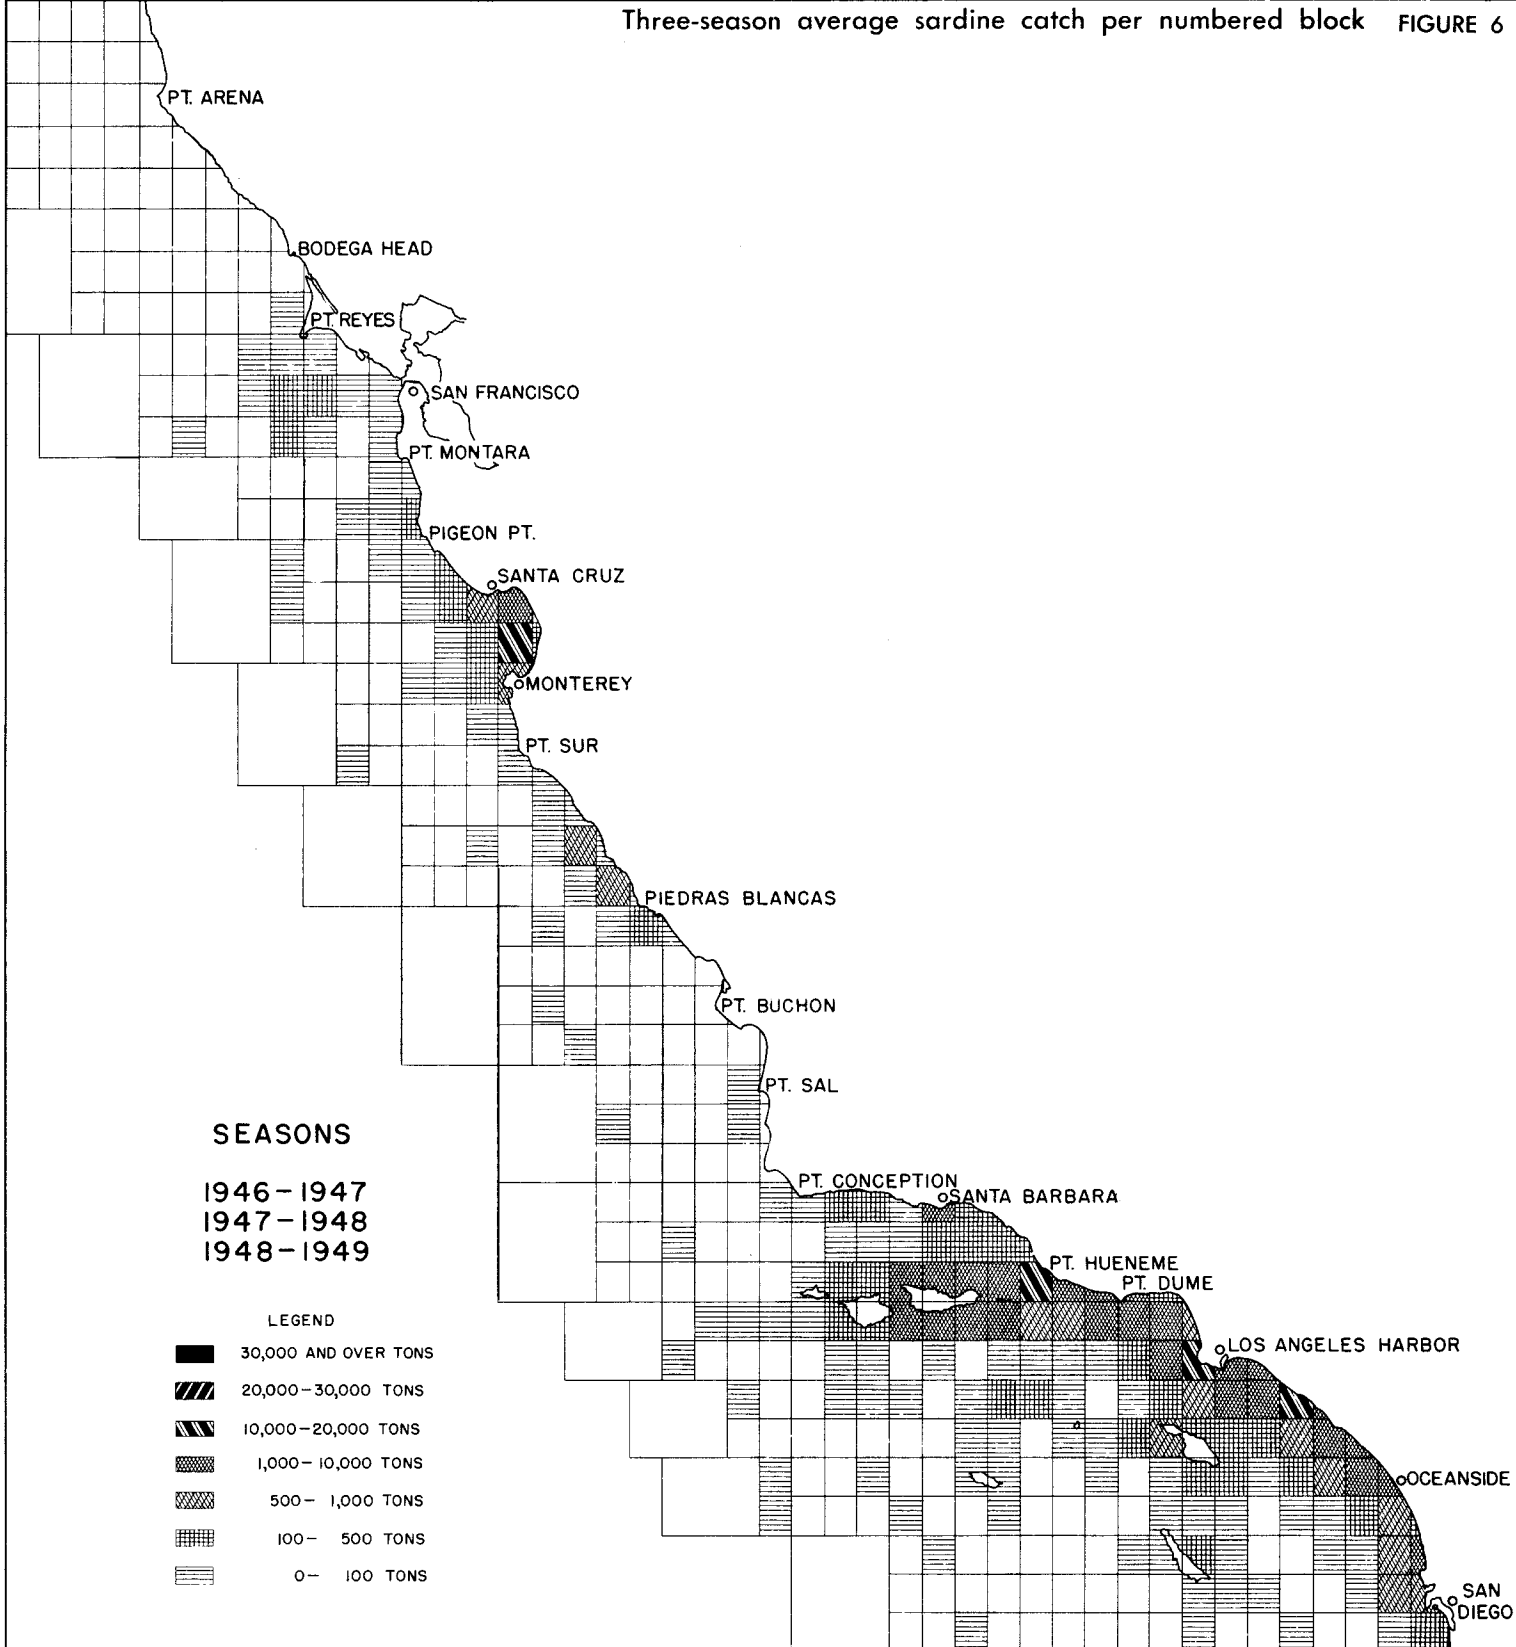 Three-season average sardine catch per numbered block FIGURE 6
PT. ARENA
BODEGA HEAD
PT. REYES
SAN FRANCISCO
PT. MONTARA
PIGEON PT.
SANTA CRUZ
MONTEREY
PT. SUR
PIEDRAS BLANCAS
PT. BUCHON
PT. SAL
PT. CONCEPTION
SANTA BARBARA
PT. HUENEME
PT. DUME
LOS ANGELES HARBOR
OCEANSIDE
SAN
DIEGO
SEASONS
1946-1947
1947-1948
1948-1949
LEGEND
30,000 AND OVER TONS
20,000-30,000 TONS
10,000-20,000 TONS
1,000-10,000 TONS
500- 1,000 TONS
100- 500 TONS
0- 100 TONS